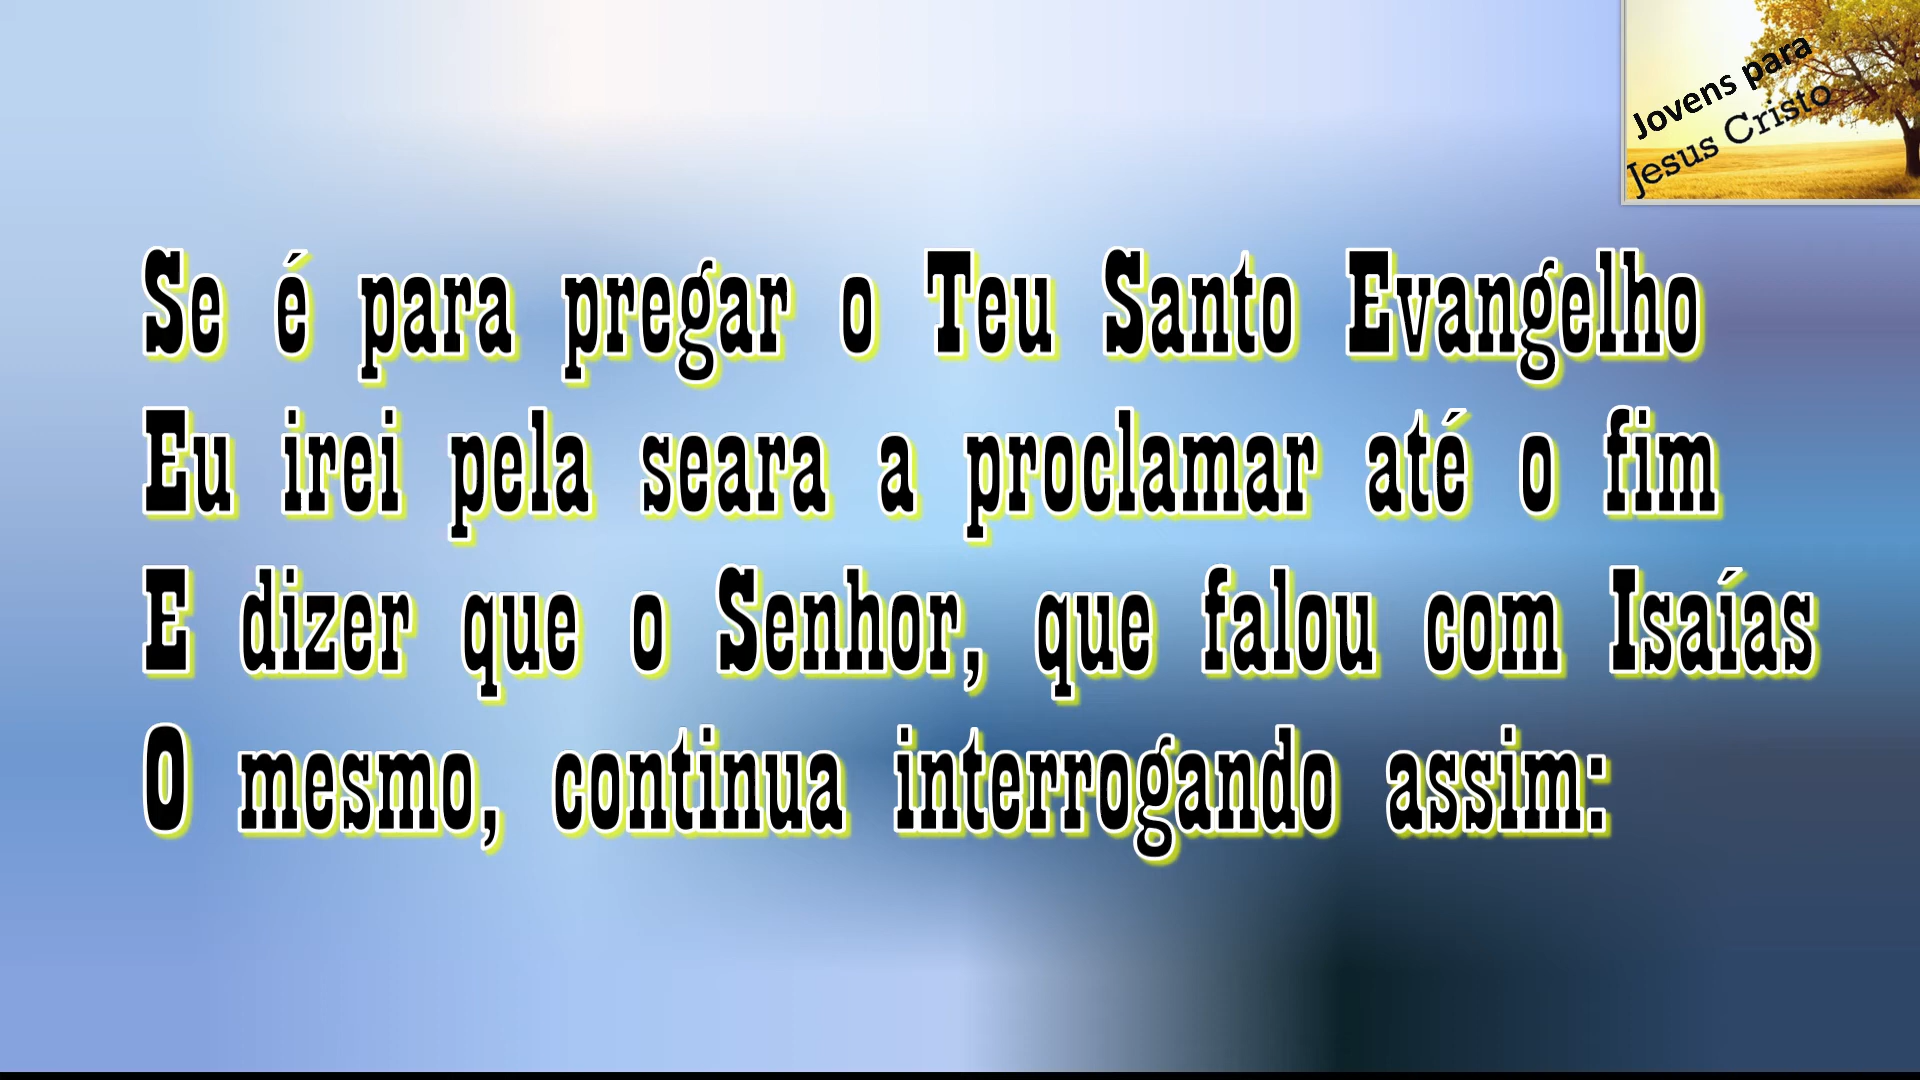 Jovens para
Jesus Cristo
Se é para pregar o Teu Santo Evangelho
Eu irei pela seara a proclamar até o fim
E dizer que o Senhor, que falou com Isaías
O mesmo, continua interrogando assim: